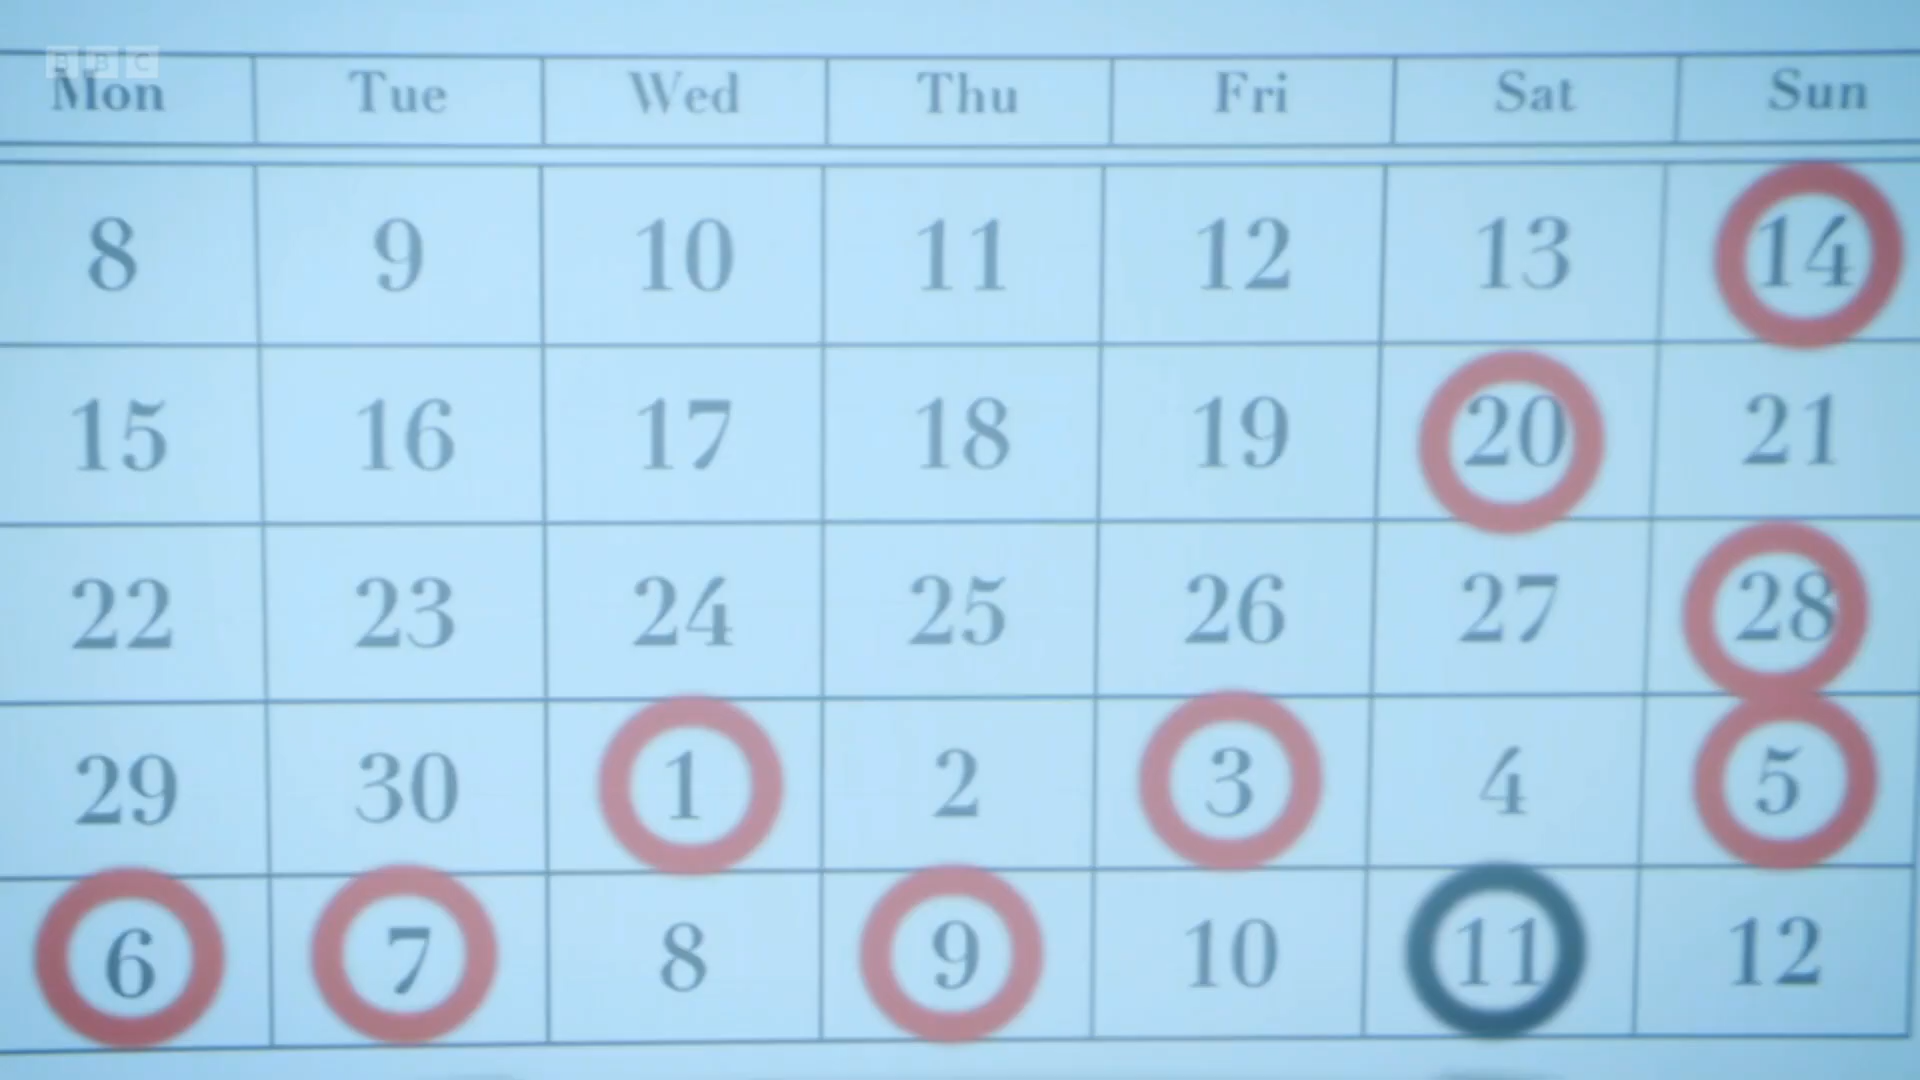 BBC
Mon Tue Wed Thu Fri Sat Sun
8 9 10 11 12 13 14
15 16 17 18 19 20 21
22 23 24 25 26 27 28
29 30 1 2 3 4 5
6 7 8 9 10 11 12